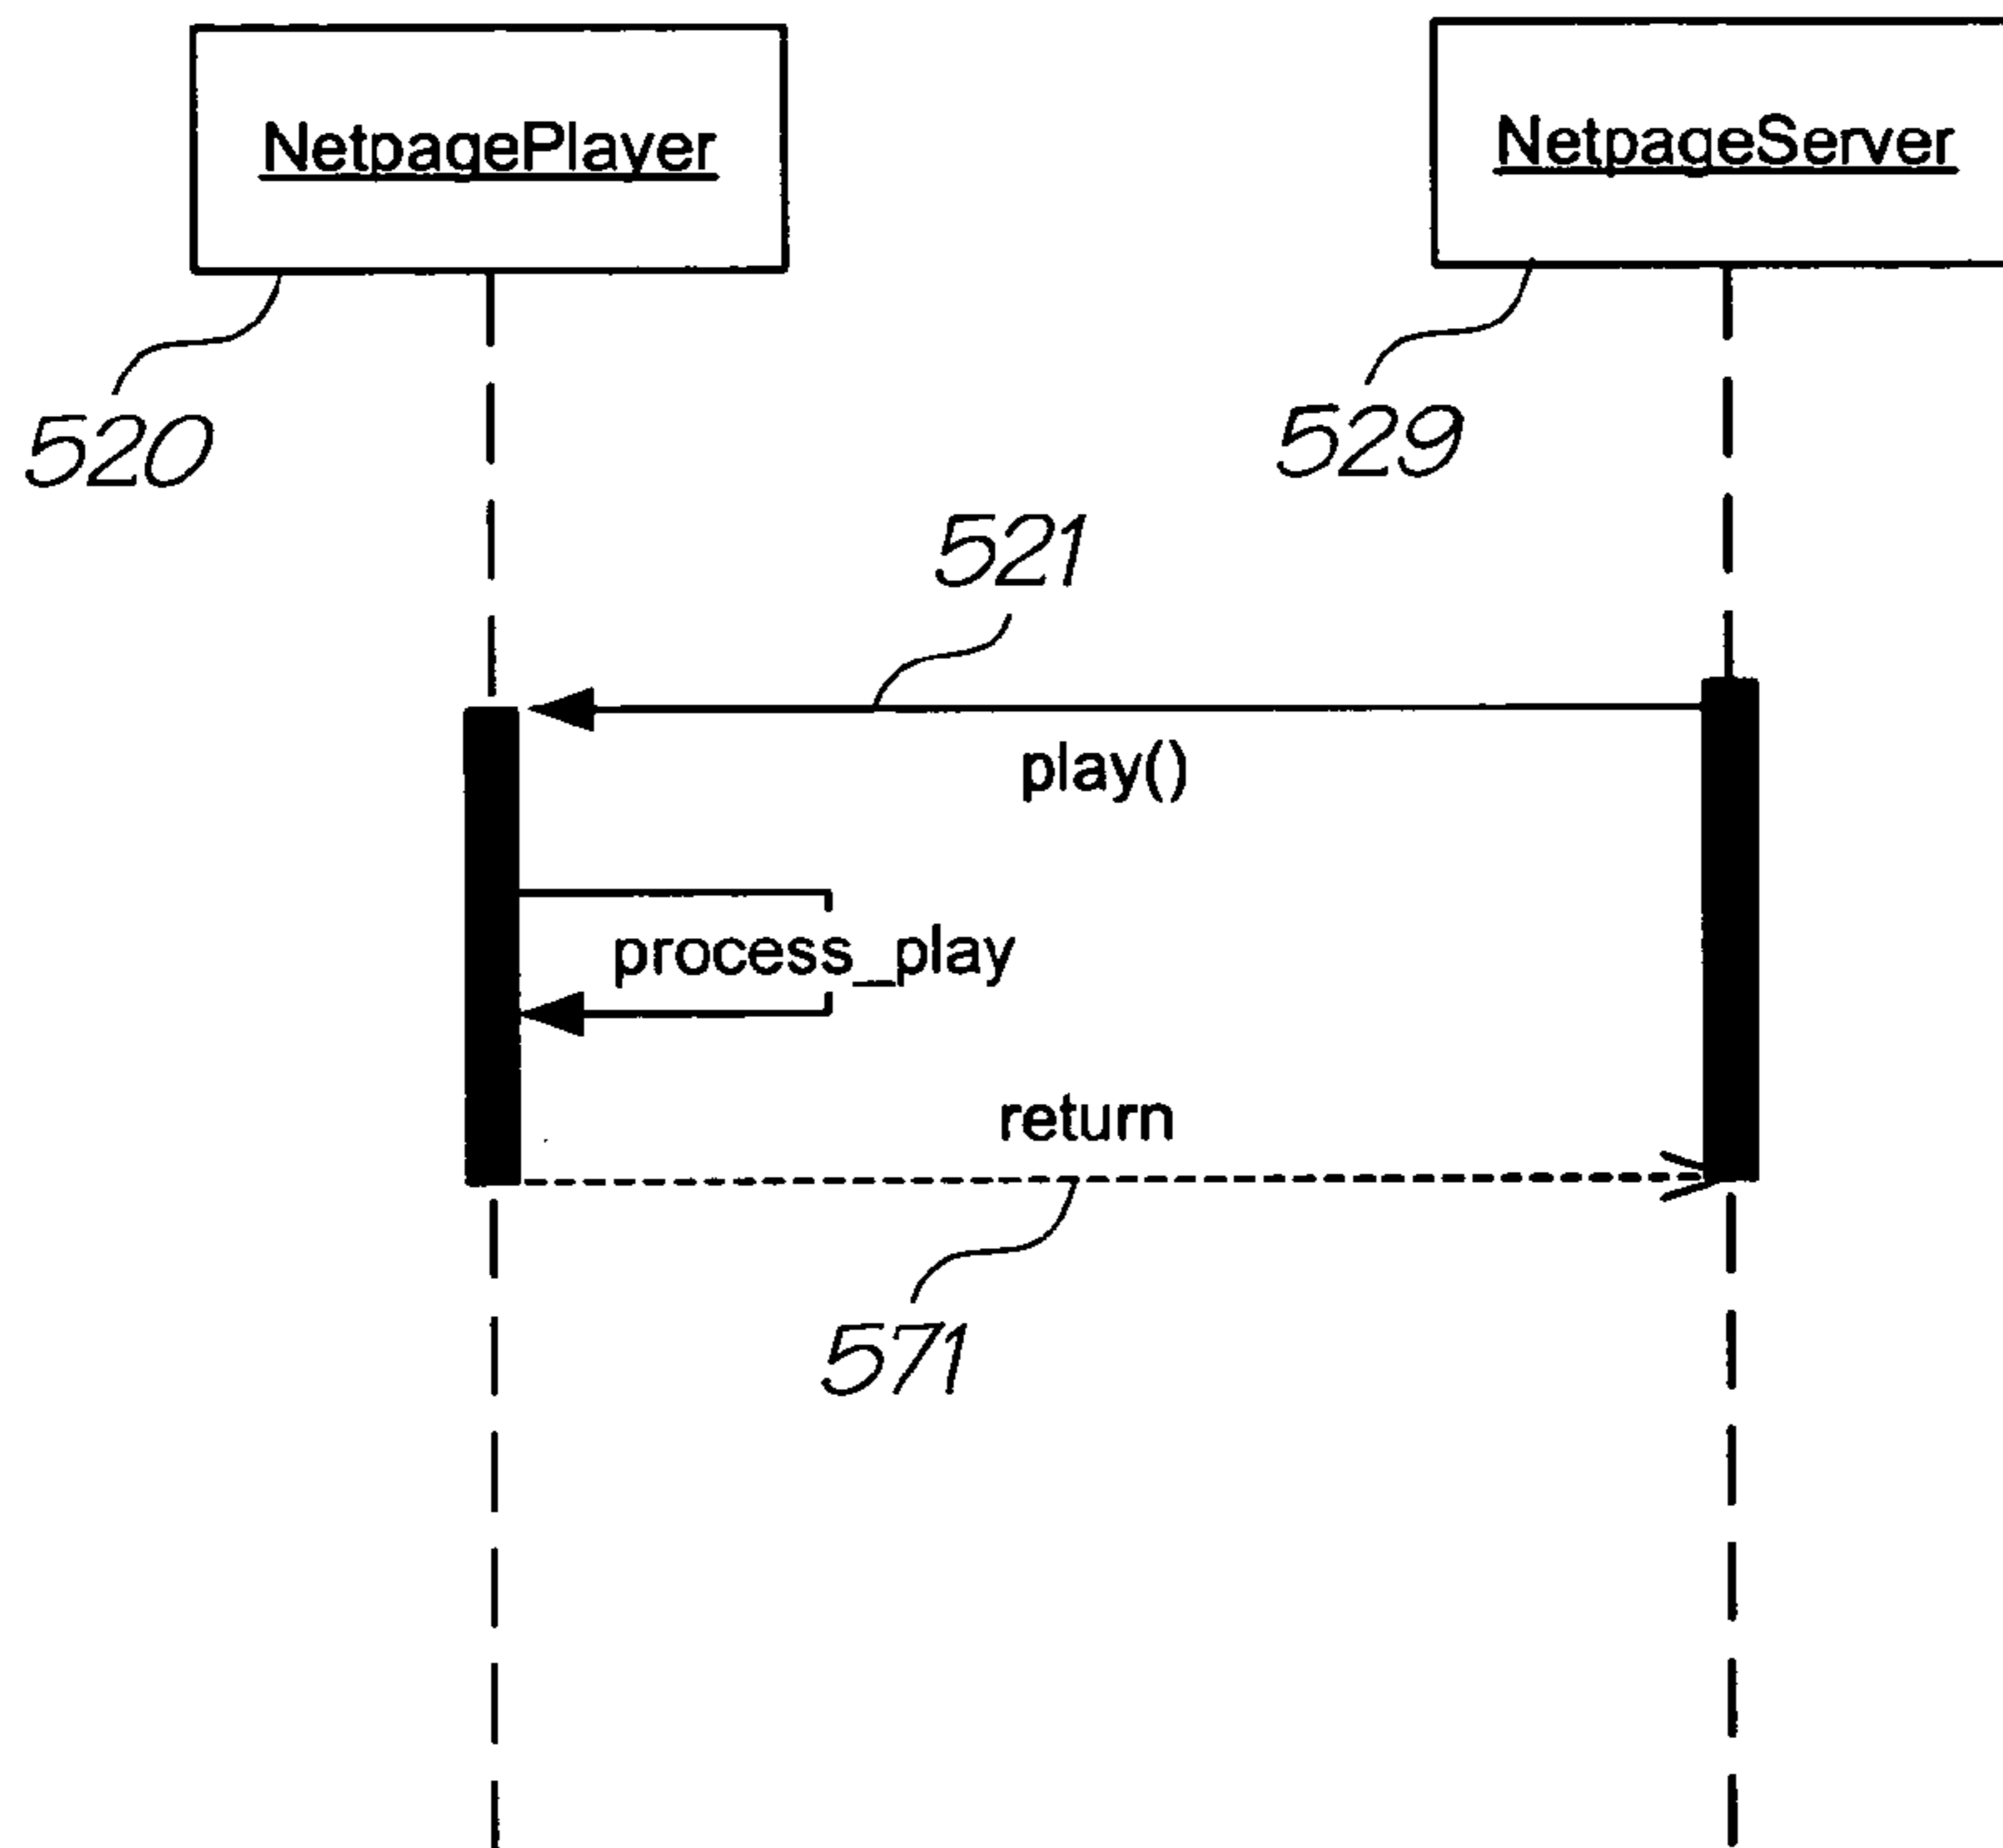 NetpagePlayer
NetpageServer
520
529
521
play()
process_play
return
571